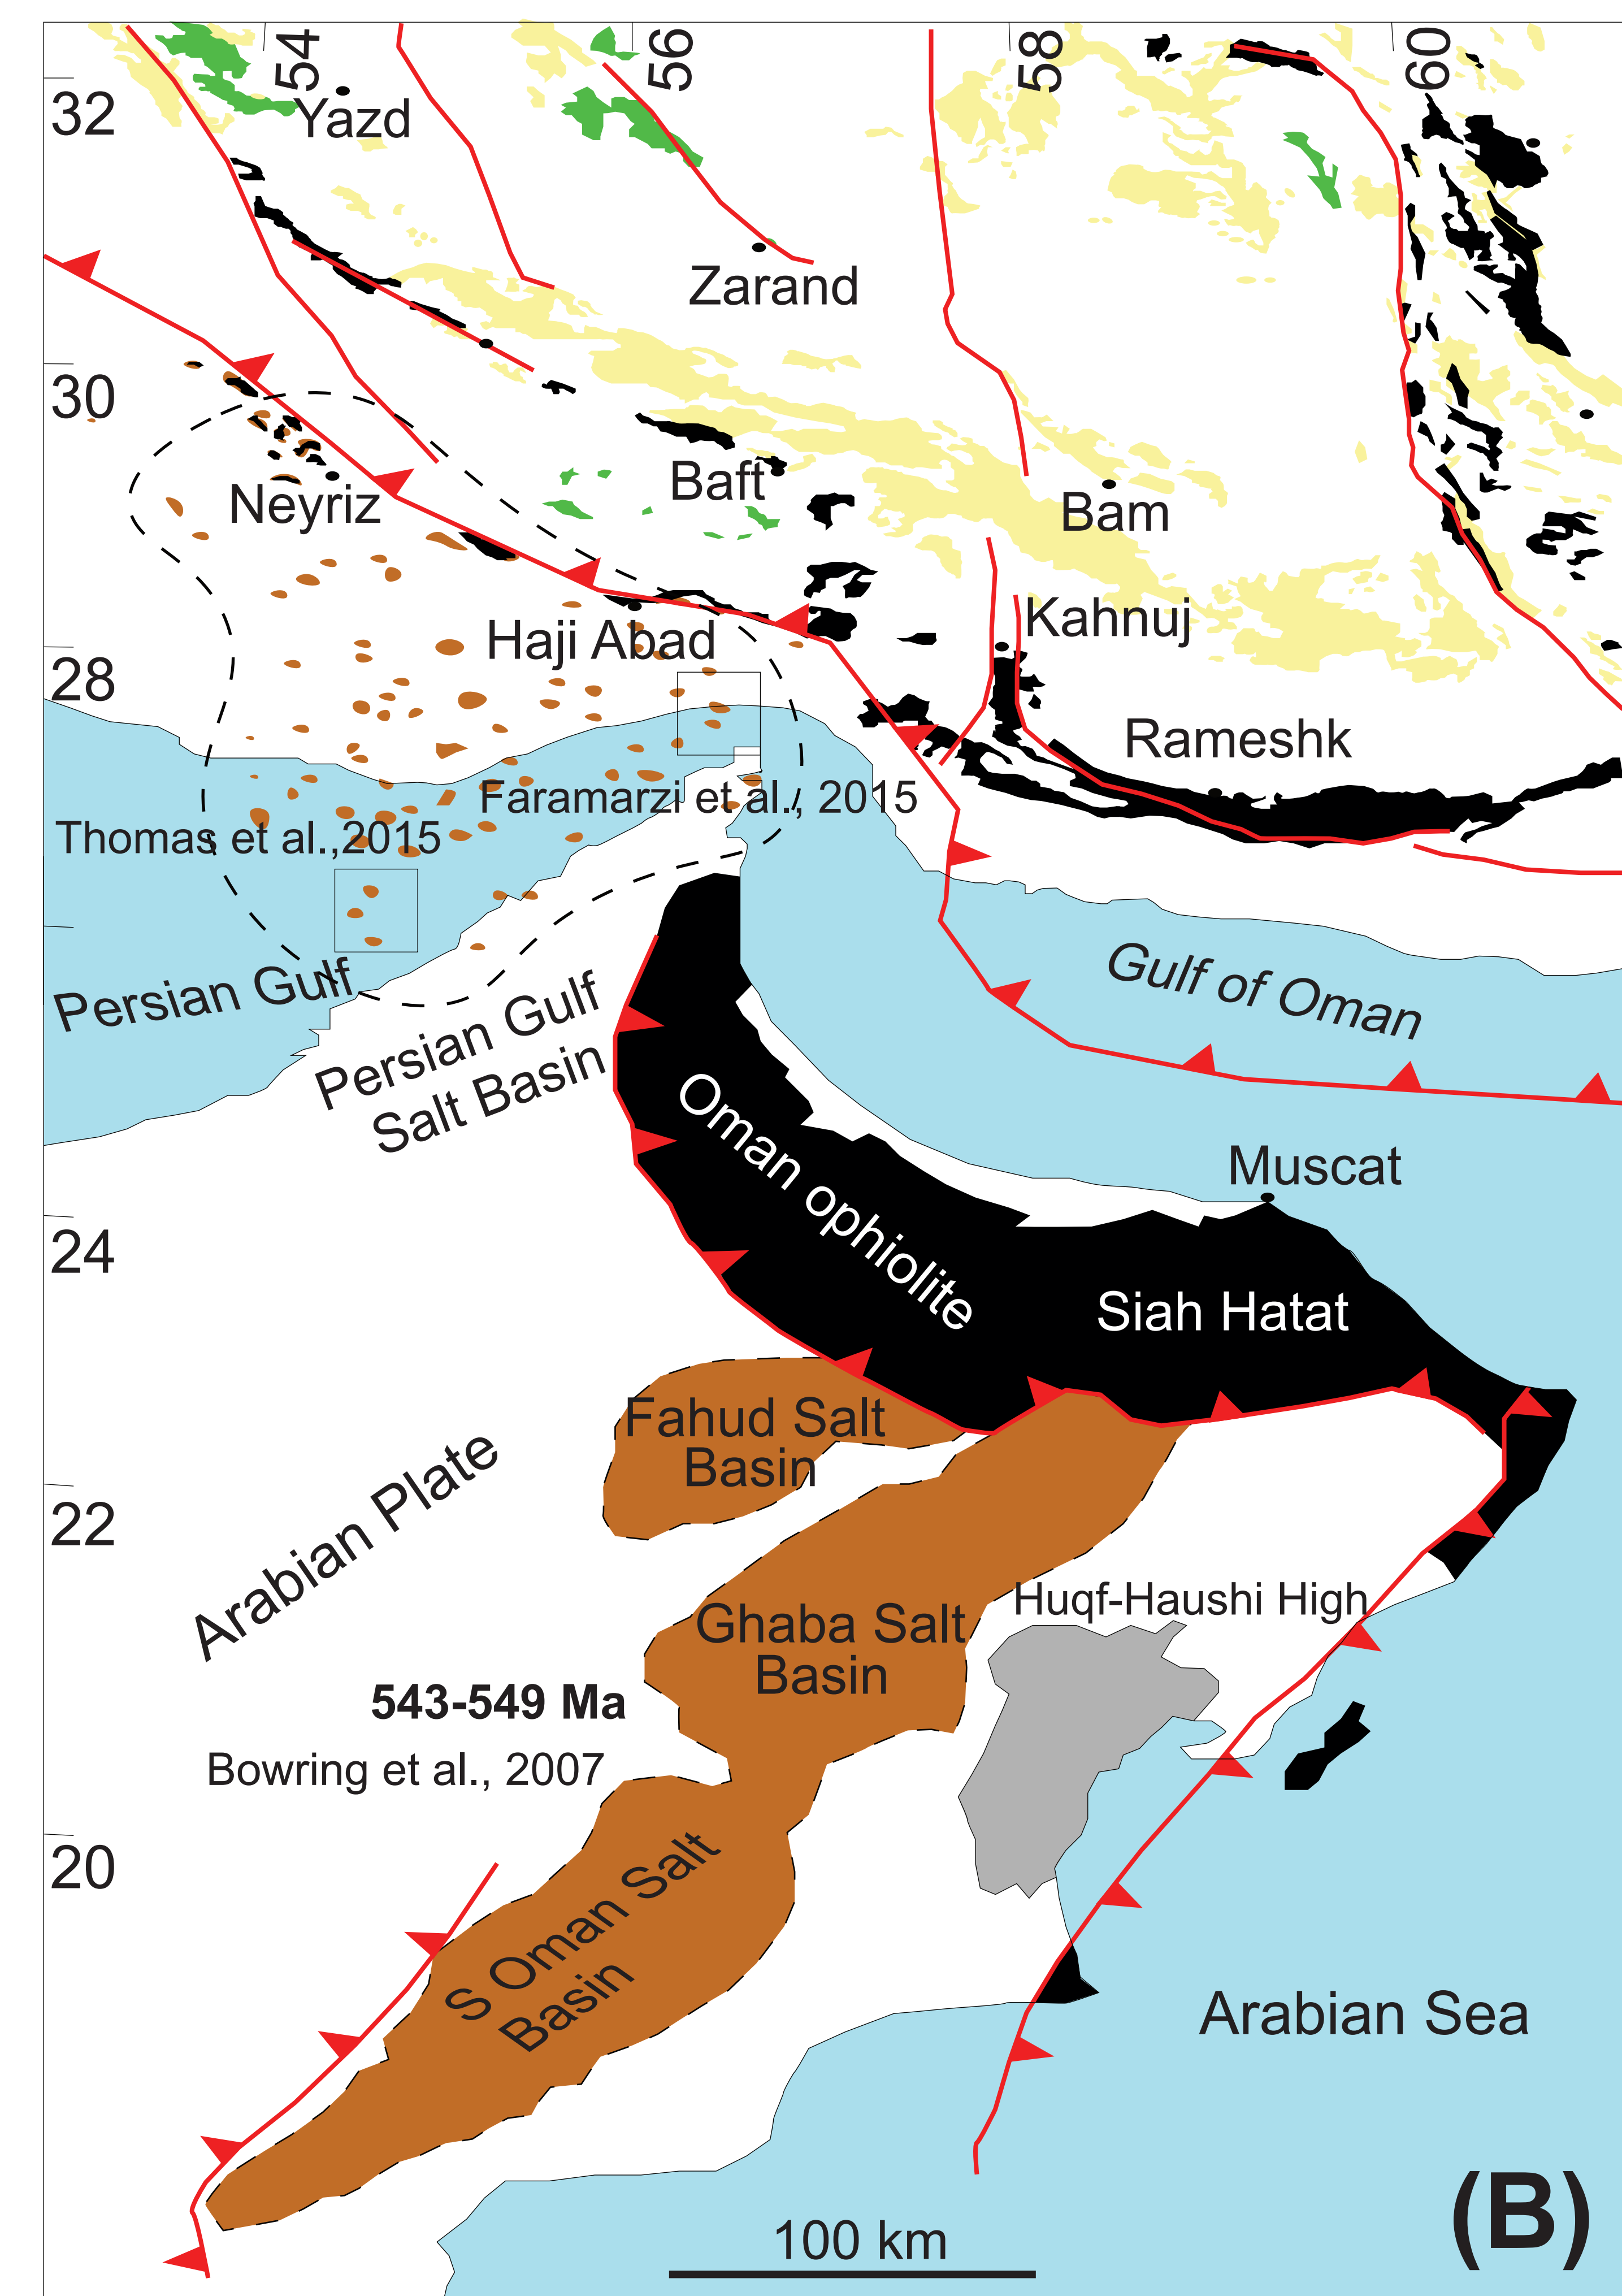 54
56
58
60
32
Yazd
Zarand
30
Neyriz
Baft
Bam
Kahnuj
Haji Abad
28
Rameshk
Faramarzi et al., 2015
Thomas et al.,2015
Persian Gulf
Gulf of Oman
Persian Gulf
Salt Basin
Oman ophiolite
Muscat
24
Siah Hatat
Fahud Salt
Basin
Arabian Plate
22
Huqf-Haushi High
Ghaba Salt
Basin
543-549 Ma
Bowring et al., 2007
20
S Oman Salt
Basin
Arabian Sea
100 km
(B)